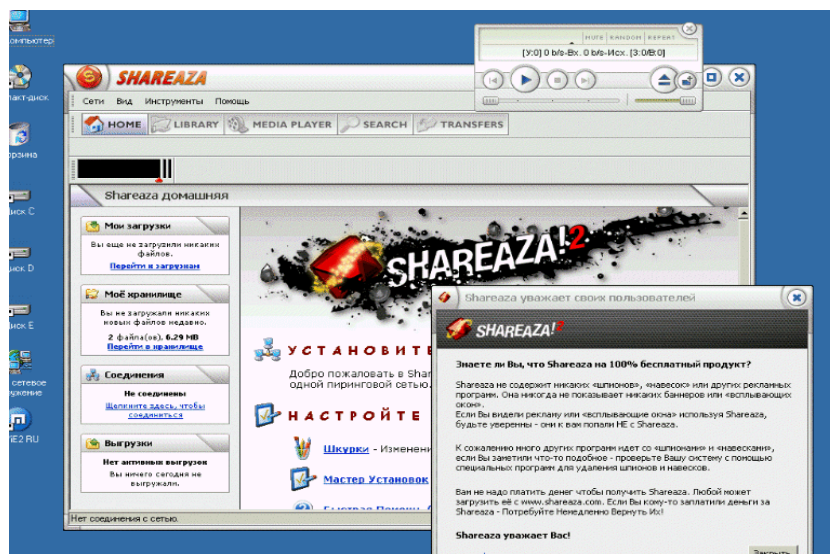 омпьютер
акт-диск
орзина
иск C
иск D
иск E
сетевое
ружение
IE2 RU
MUTE RANDOM REPEAT
[У:0] 0 b/s-Вх. 0 b/s-Исх. [3:0/В:0]
SHAREAZA
Сети Вид Инструменты Помощь
HOME LIBRARY MEDIA PLAYER SEARCH TRANSFERS
Shareaza домашняя
Мои загрузки
Вы еще не загрузили никаких
файлов.
Перейти к загрузкам
Моё хранилище
Вы не загружали никаких
новых файлов недавно.
2 файла(ов), 6.29 MB
Перейти в хранилище
Соединения
Не соединены
Щелкните здесь, чтобы
соединиться
Выгрузки
Нет активных выгрузок
Вы ничего сегодня не
выгружали.
SHAREAZA!2
УСТАНОВИТЕ
Добро пожаловать в Shar
одной пиринговой сетью.
НАСТРОЙТЕ
Шкурки - Изменени
Мастер Установок
Нет соединения с сетью.
Shareaza уважает своих пользователей
SHAREAZA!2
Знаете ли Вы, что Shareaza на 100% бесплатный продукт?
Shareaza не содержит никаких «шпионов», «навесок» или других рекламных
программ. Она никогда не показывает никаких баннеров или «всплывающих
окон».
Если Вы видели рекламу или «всплывающие окна» используя Shareaza,
будьте уверенны - они к вам попали НЕ с Shareaza.
К сожалению много других программ идет со «шпионами» и «навесками»,
если Вы заметили что-то подобное - проверьте Вашу систему с помощью
специальных программ для удаления шпионов и навесков.
Вам не надо платить денег чтобы получить Shareaza. Любой может
загрузить её с www.shareaza.com. Если Вы кому-то заплатили деньги за
Shareaza - Потребуйте Немедленно Вернуть Их!
Shareaza уважает Вас!
Закрыть